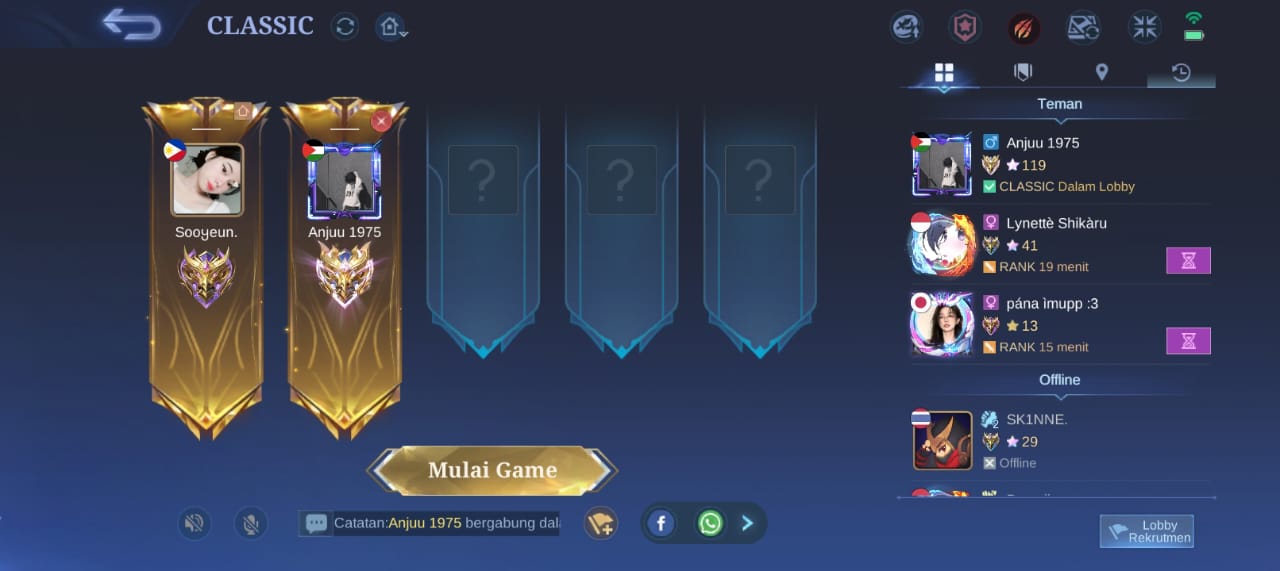 CLASSIC
Sooyeun.
Anjuu 1975
?
?
?
Mulai Game
Catatan:Anjuu 1975 bergabung dal
Teman
Anjuu 1975
119
CLASSIC Dalam Lobby
Lynettè Shikàru
41
RANK 19 menit
pána ìmupp :3
13
RANK 15 menit
Offline
SK1NNE.
29
Offline
Lobby
Rekrutmen